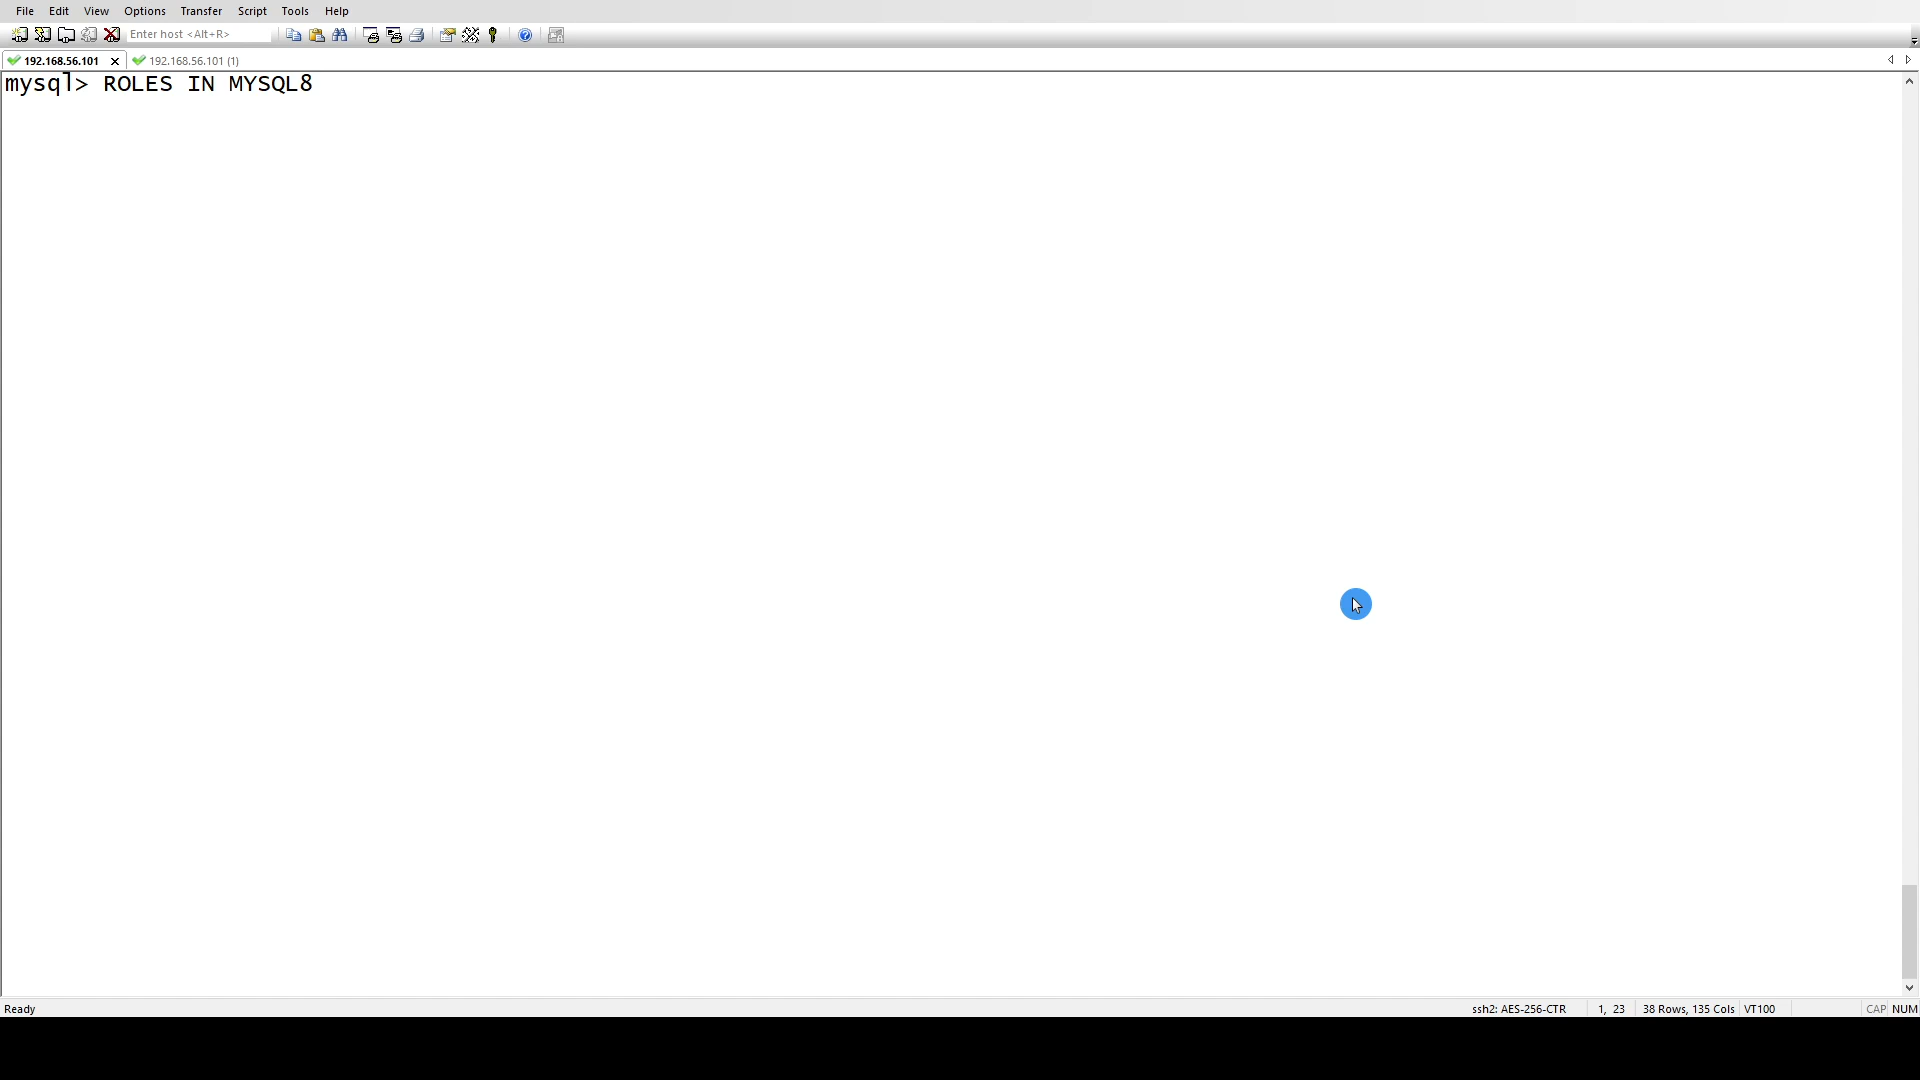 File Edit View Options Transfer Script Tools Help
Enter host <Alt+R>
192.168.56.101 192.168.56.101 (1)
mysql> ROLES IN MYSQL8
Ready ssh2: AES-256-CTR 1, 23 38 Rows, 135 Cols VT100 CAP NUM